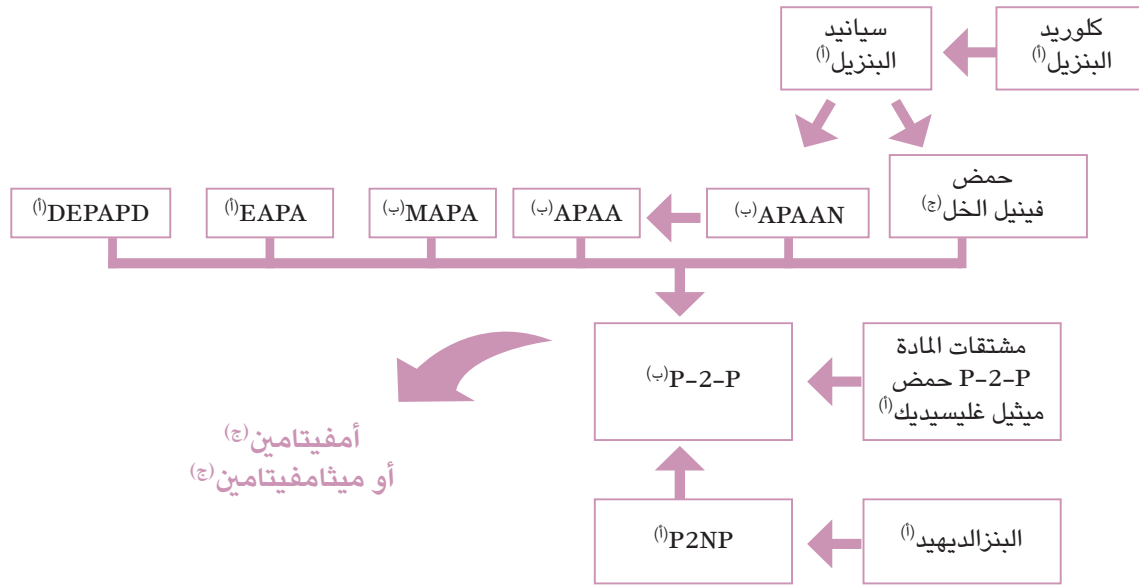 كلوريد
البنزيل(أ)
سيانيد
البنزيل(أ)
حمض
فينيل الخل(ج)
APAAN(ب)
APAA(ب)
MAPA(ب)
EAPA(أ)
DEPAPD(أ)
مشتقات المادة
P-2-P حمض
ميثيل غليسيديك(أ)
P-2-P(ب)
أمفيتامين(ج)
أو ميثامفيتامين(ج)
البنزالديهيد(أ)
P2NP(أ)